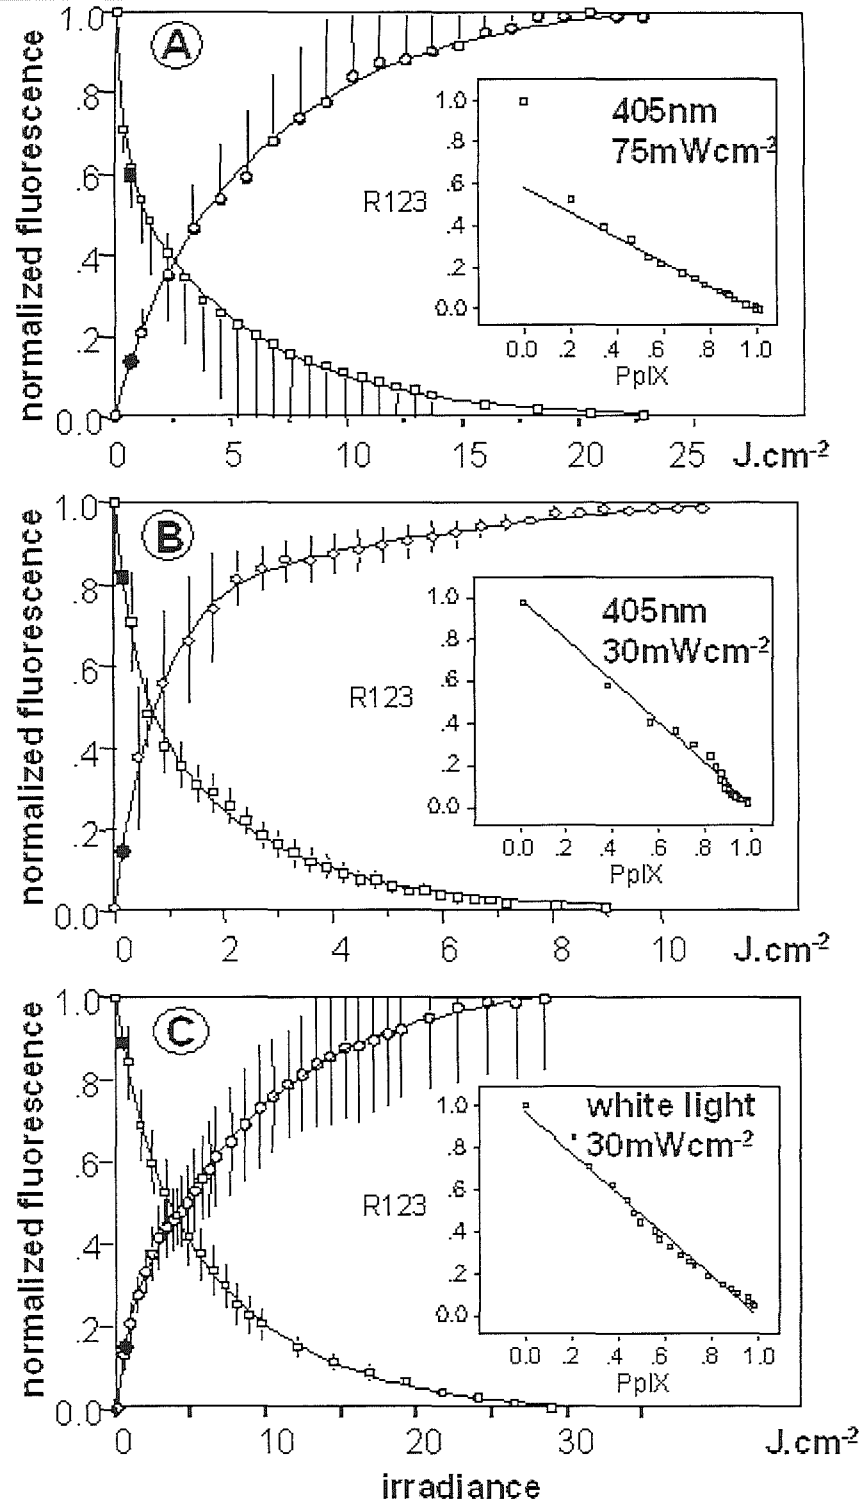 A
normalized fluorescence
1.0
.8
.6
.4
.2
0.0
0 5 10 15 20 25 J.cm-2
R123
405nm
75mWcm-2
1.0
.8
.6
.4
.2
0.0
0.0 .2 .4 .6 .8 1.0
PpIX
B
normalized fluorescence
1.0
.8
.6
.4
.2
0.0
0 2 4 6 8 10 J.cm-2
R123
405nm
30mWcm-2
1.0
.8
.6
.4
.2
0.0
0.0 .2 .4 .6 .8 1.0
PpIX
C
normalized fluorescence
1.0
.8
.6
.4
.2
0.0
0 10 20 30 J.cm-2
R123
white light
30mWcm-2
1.0
.8
.6
.4
.2
0.0
0.0 .2 .4 .6 .8 1.0
PpIX
irradiance